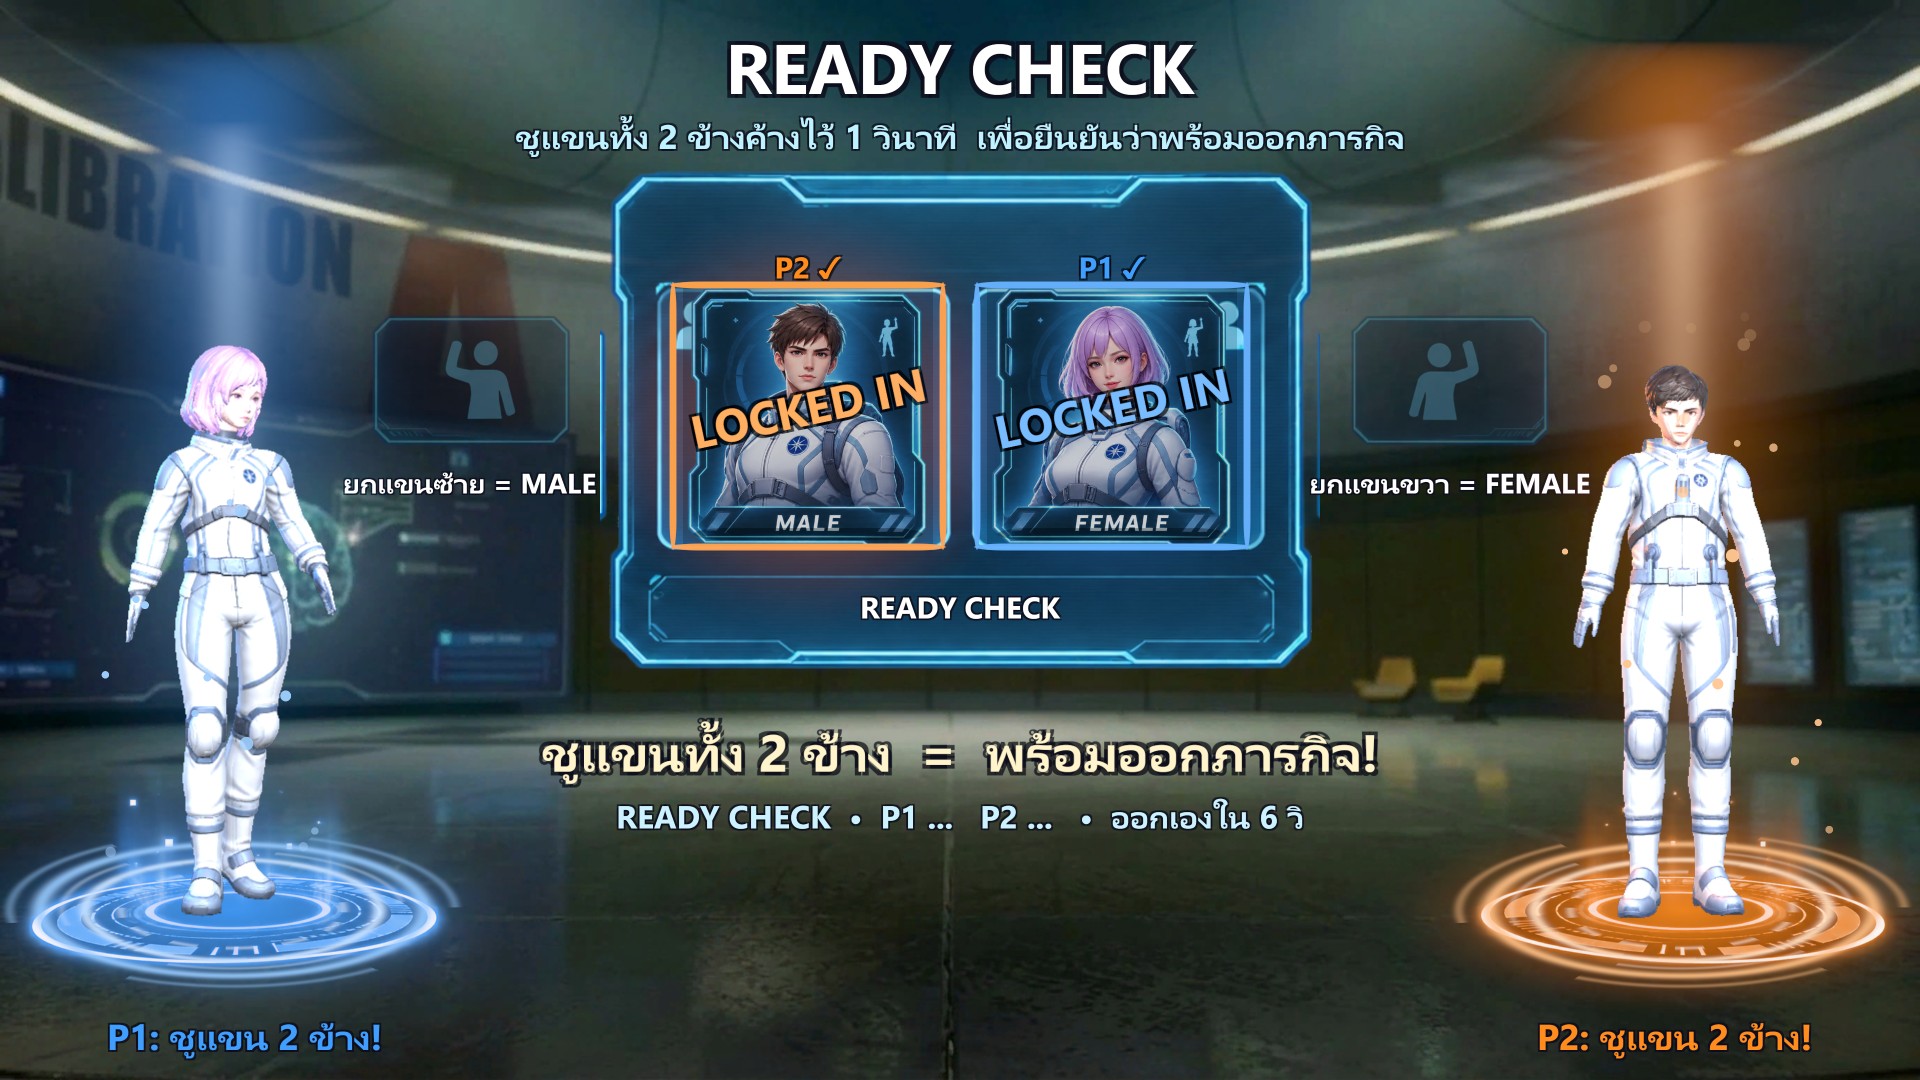 READY CHECK
ชูแขนทั้ง 2 ข้างค้างไว้ 1 วินาที เพื่อยืนยันว่าพร้อมออกภารกิจ
LIBRATION
P2 ✓
P1 ✓
LOCKED IN
LOCKED IN
MALE
FEMALE
ยกแขนซ้าย = MALE
ยกแขนขวา = FEMALE
READY CHECK
ชูแขนทั้ง 2 ข้าง = พร้อมออกภารกิจ!
READY CHECK • P1 ... P2 ... • ออกเองใน 6 วิ
P1: ชูแขน 2 ข้าง!
P2: ชูแขน 2 ข้าง!